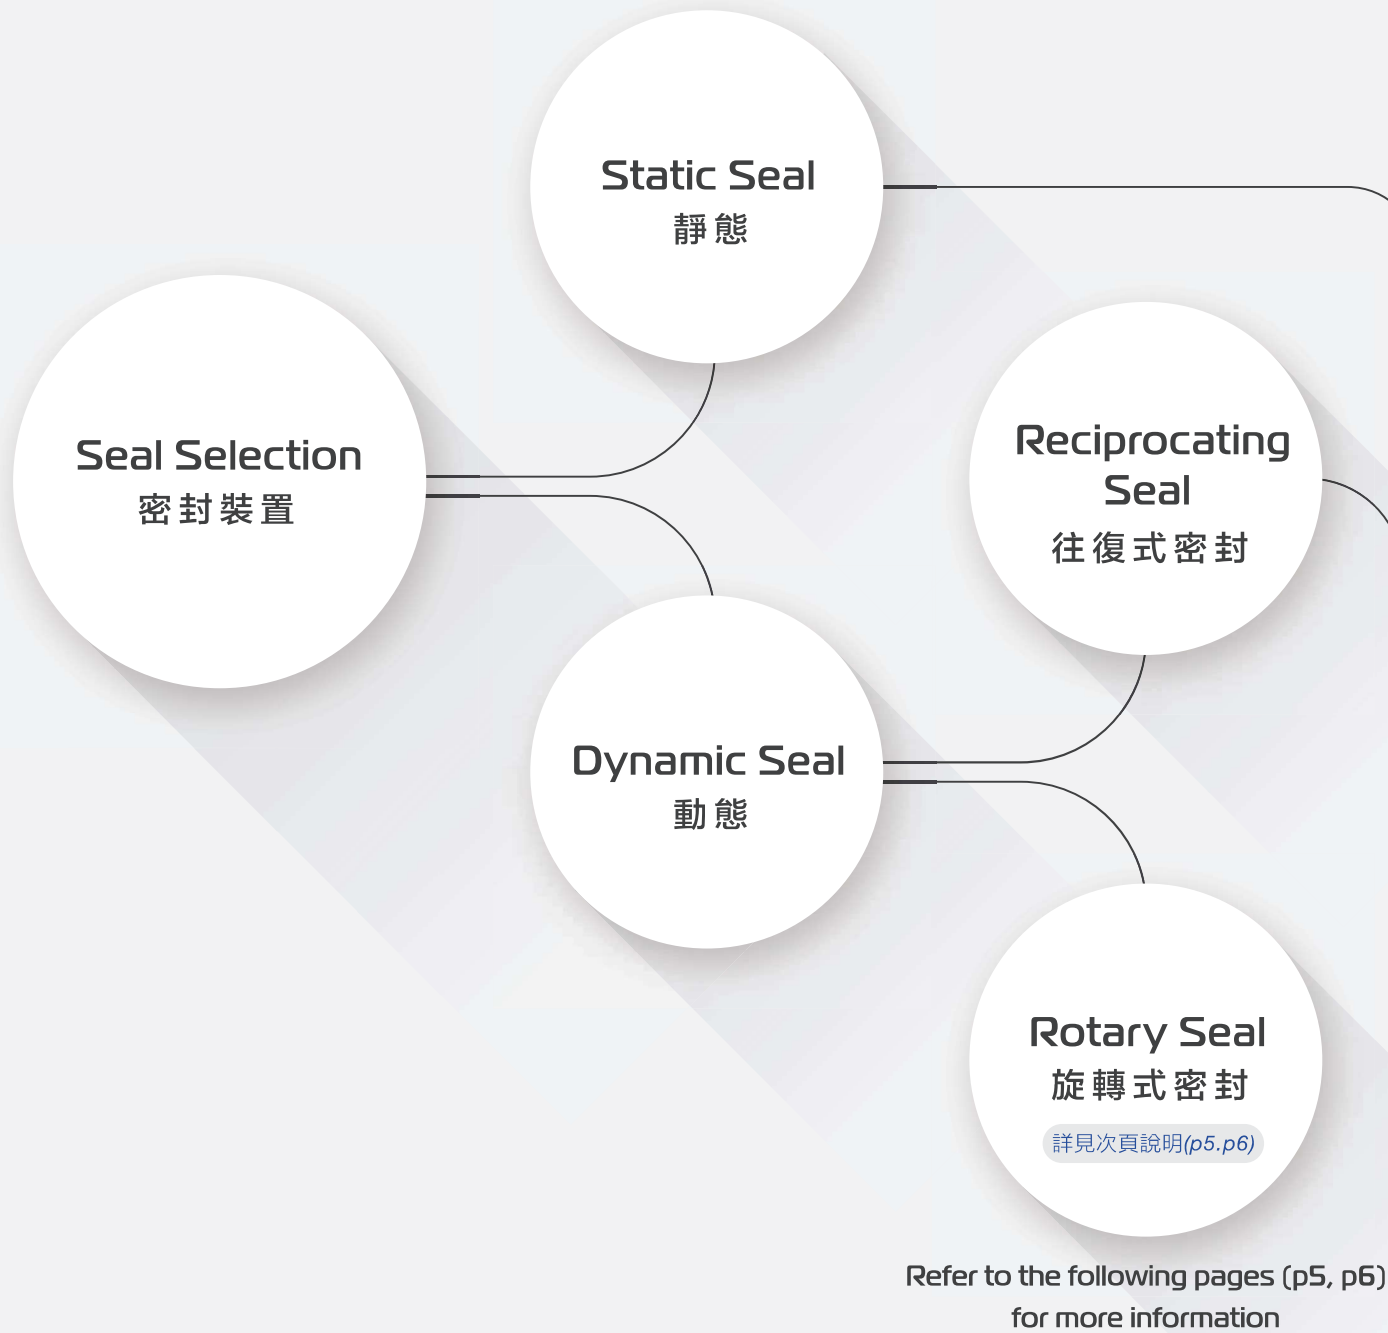 Static Seal
靜態
Seal Selection
密封裝置
Reciprocating
Seal
往復式密封
Dynamic Seal
動態
Rotary Seal
旋轉式密封
詳見次頁說明(p5.p6)
Refer to the following pages (p5, p6)
for more information